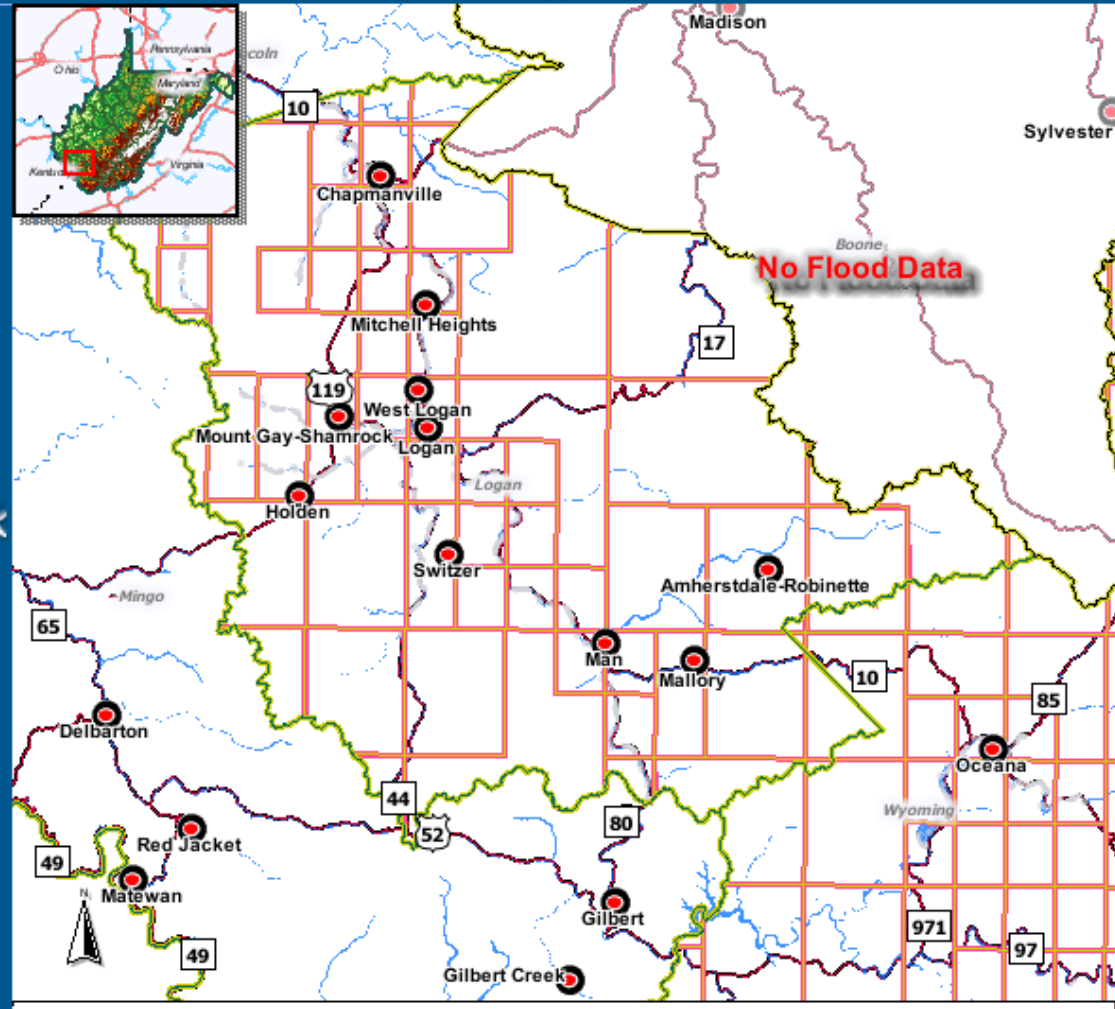 Madison
Pennsylvania
Ohio
Maryland
coln
10
Sylvester
Virginia
Chapmanville
Boone
No Flood Data
Mitchell Heights
17
119
West Logan
Mount Gay-Shamrock
Logan
Logan
Holden
Switzer
Amherstdale-Robinette
Mingo
65
Man
Mallory
10
85
Delbarton
Oceana
44
80
52
Wyoming
Red Jacket
49
Matewan
N
Gilbert
971
97
49
Gilbert Creek